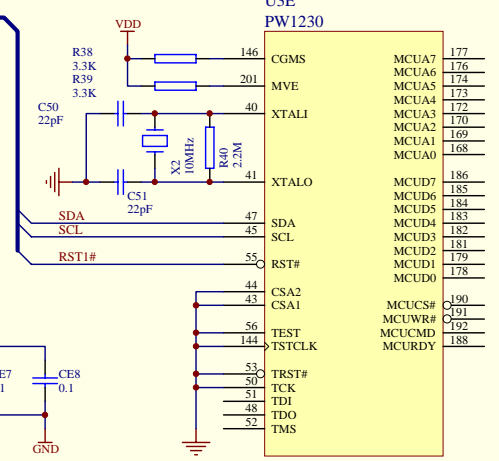 U3E
PW1230
VDD
R38
3.3K
R39
3.3K
C50
22pF
X2
10MHz
R40
2.2M
C51
22pF
SDA
SCL
RST1#
CE8
0.1
GND
E7
1
146 CGMS
201 MVE
40 XTALI
41 XTALO
47 SDA
45 SCL
55 RST#
44 CSA2
43 CSA1
56 TEST
144 TSTCLK
53 TRST#
50 TCK
51 TDI
48 TDO
52 TMS
MCUA7 177
MCUA6 176
MCUA5 174
MCUA4 173
MCUA3 172
MCUA2 170
MCUA1 169
MCUA0 168
MCUD7 186
MCUD6 185
MCUD5 184
MCUD4 183
MCUD3 182
MCUD2 181
MCUD1 179
MCUD0 178
MCUCS# 190
MCUWR# 191
MCUCMD 192
MCURDY 188